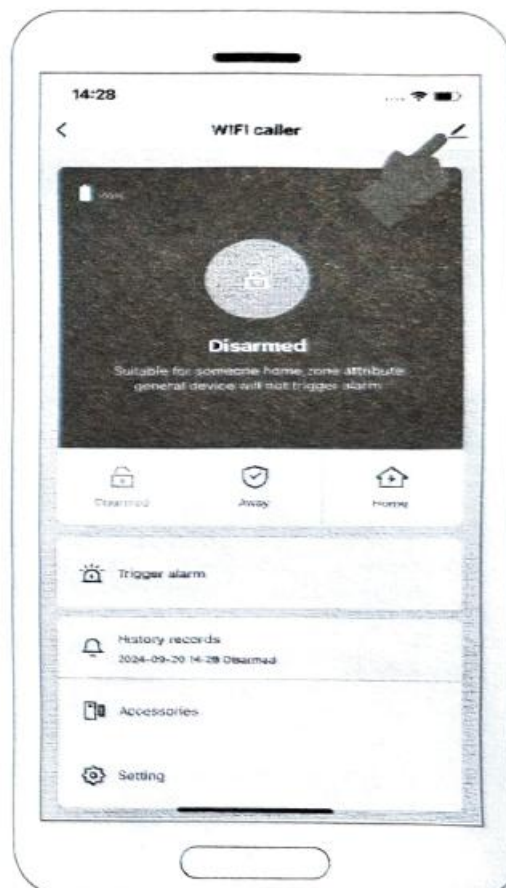 14:28
WIFI caller
Disarmed
Suitable for someone home, zone attribute
general device will not trigger alarm
Disarmed
Away
Home
Trigger alarm
History records
2024-09-20 14:28 Disarmed
Accessories
Setting